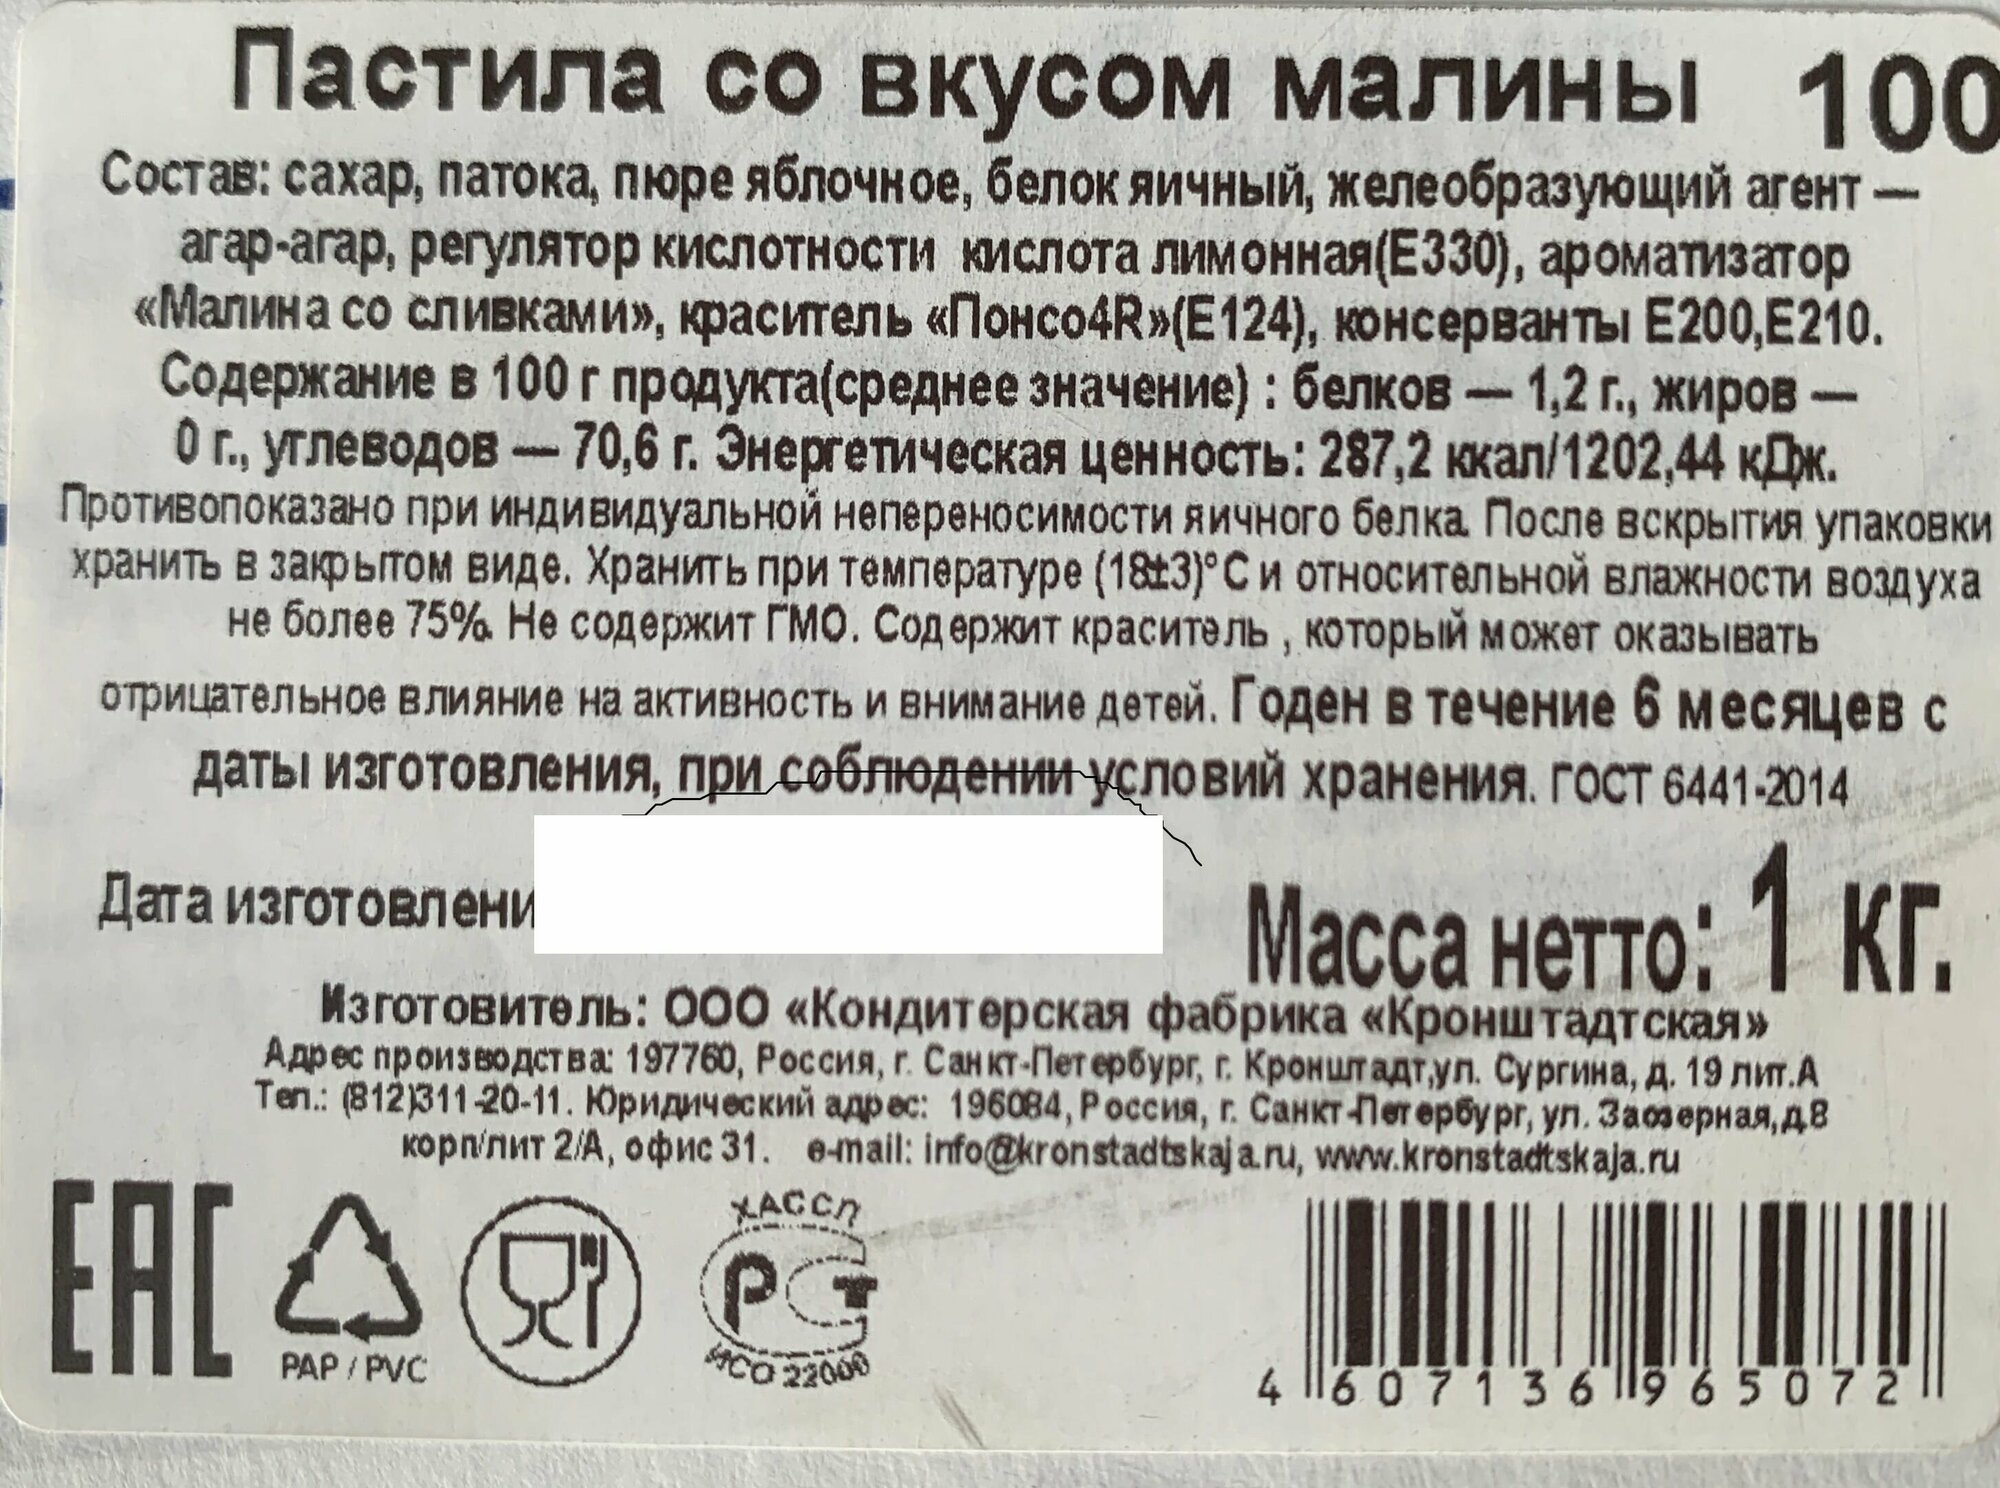 Пастила со вкусом малины 100
Состав: сахар, патока, пюре яблочное, белок яичный, желеобразующий агент —
агар-агар, регулятор кислотности кислота лимонная(Е330), ароматизатор
«Малина со сливками», краситель «Понсо4R»(Е124), консерванты Е200,Е210.
Содержание в 100 г продукта(среднее значение) : белков — 1,2 г., жиров —
0 г., углеводов — 70,6 г. Энергетическая ценность: 287,2 ккал/1202,44 кДж.
Противопоказано при индивидуальной непереносимости яичного белка. После вскрытия упаковки
хранить в закрытом виде. Хранить при температуре (18±3)°С и относительной влажности воздуха
не более 75%. Не содержит ГМО. Содержит краситель , который может оказывать
отрицательное влияние на активность и внимание детей. Годен в течение 6 месяцев с
даты изготовления, при соблюдении условий хранения. ГОСТ 6441-2014
Дата изготовлени
Масса нетто: 1 кг.
Изготовитель: ООО «Кондитерская фабрика «Кронштадтская»
Адрес производства: 197760, Россия, г. Санкт-Петербург, г. Кронштадт,ул. Сургина, д. 19 лит.А
Тел.: (812)311-20-11. Юридический адрес: 196084, Россия, г. Санкт-Петербург, ул. Заозерная,д.8
корп/лит 2/А, офис 31. e-mail: info@kronstadtskaja.ru, www.kronstadtskaja.ru
ЕАС
PAP / PVC
ХАССП
РСТ
ИСО 22000
4 607136 965072